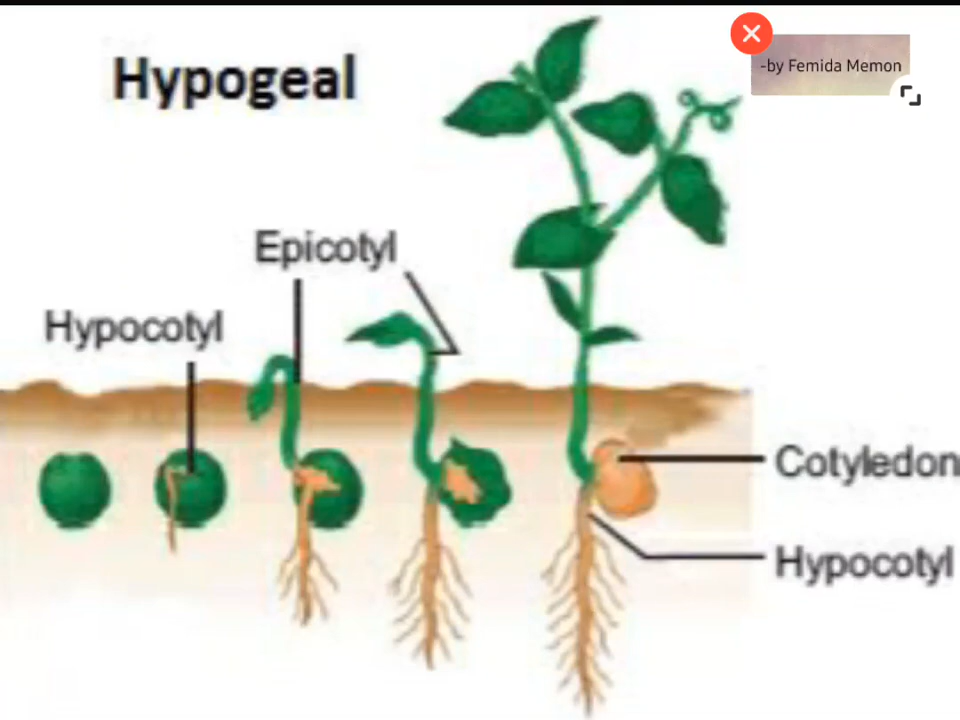 Hypogeal
-by Femida Memon
Epicotyl
Hypocotyl
Cotyledon
Hypocotyl